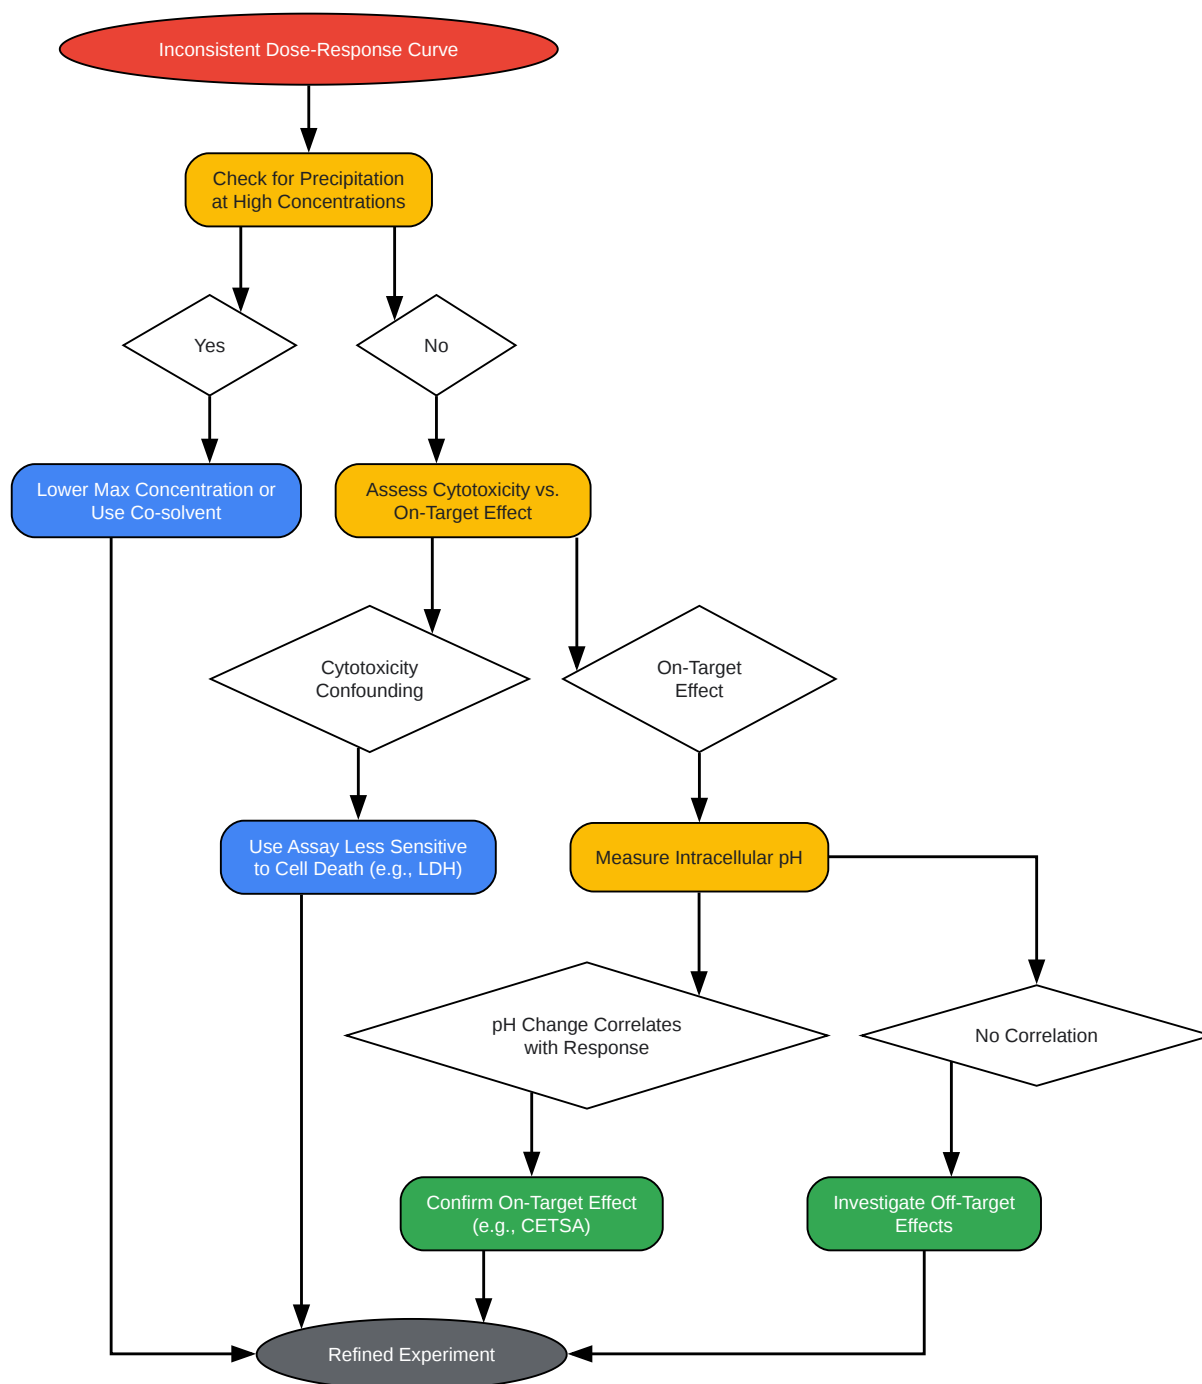 Inconsistent Dose-Response Curve
Check for Precipitation
at High Concentrations
Yes
No
Lower Max Concentration or
Use Co-solvent
Assess Cytotoxicity vs.
On-Target Effect
Cytotoxicity
Confounding
On-Target
Effect
Use Assay Less Sensitive
to Cell Death (e.g., LDH)
Measure Intracellular pH
pH Change Correlates
with Response
No Correlation
Confirm On-Target Effect
(e.g., CETSA)
Investigate Off-Target
Effects
Refined Experiment